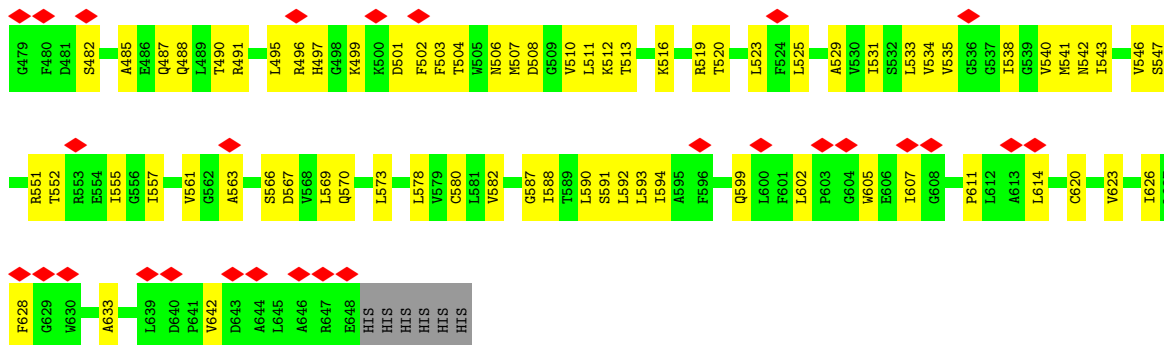 G479 F480 D481 S482 A485 E486 Q487 Q488 L489 T490 R491 L495 R496 H497 G498 K499 K500 D501 F502 F503 T504 W505 N506 M507 D508 G509 V510 L511 K512 T513 K516 R519 T520 L523 F524 L525 A529 V530 I531 S532 L533 V534 V535 G536 G537 I538 G539 V540 M541 N542 I543 V546 S547
R551 T552 R553 E554 I555 G556 I557 V561 G562 A563 S566 D567 V568 L569 Q570 L573 L578 V579 C580 L581 V582 G587 I588 T589 L590 S591 L592 L593 I594 A595 F596 Q599 L600 F601 L602 P603 G604 W605 E606 I607 G608 P611 L612 A613 L614 C620 V623 I626
F628 G629 W630 A633 L639 D640 P641 V642 D643 A644 L645 A646 R647 E648 HIS HIS HIS HIS HIS HIS